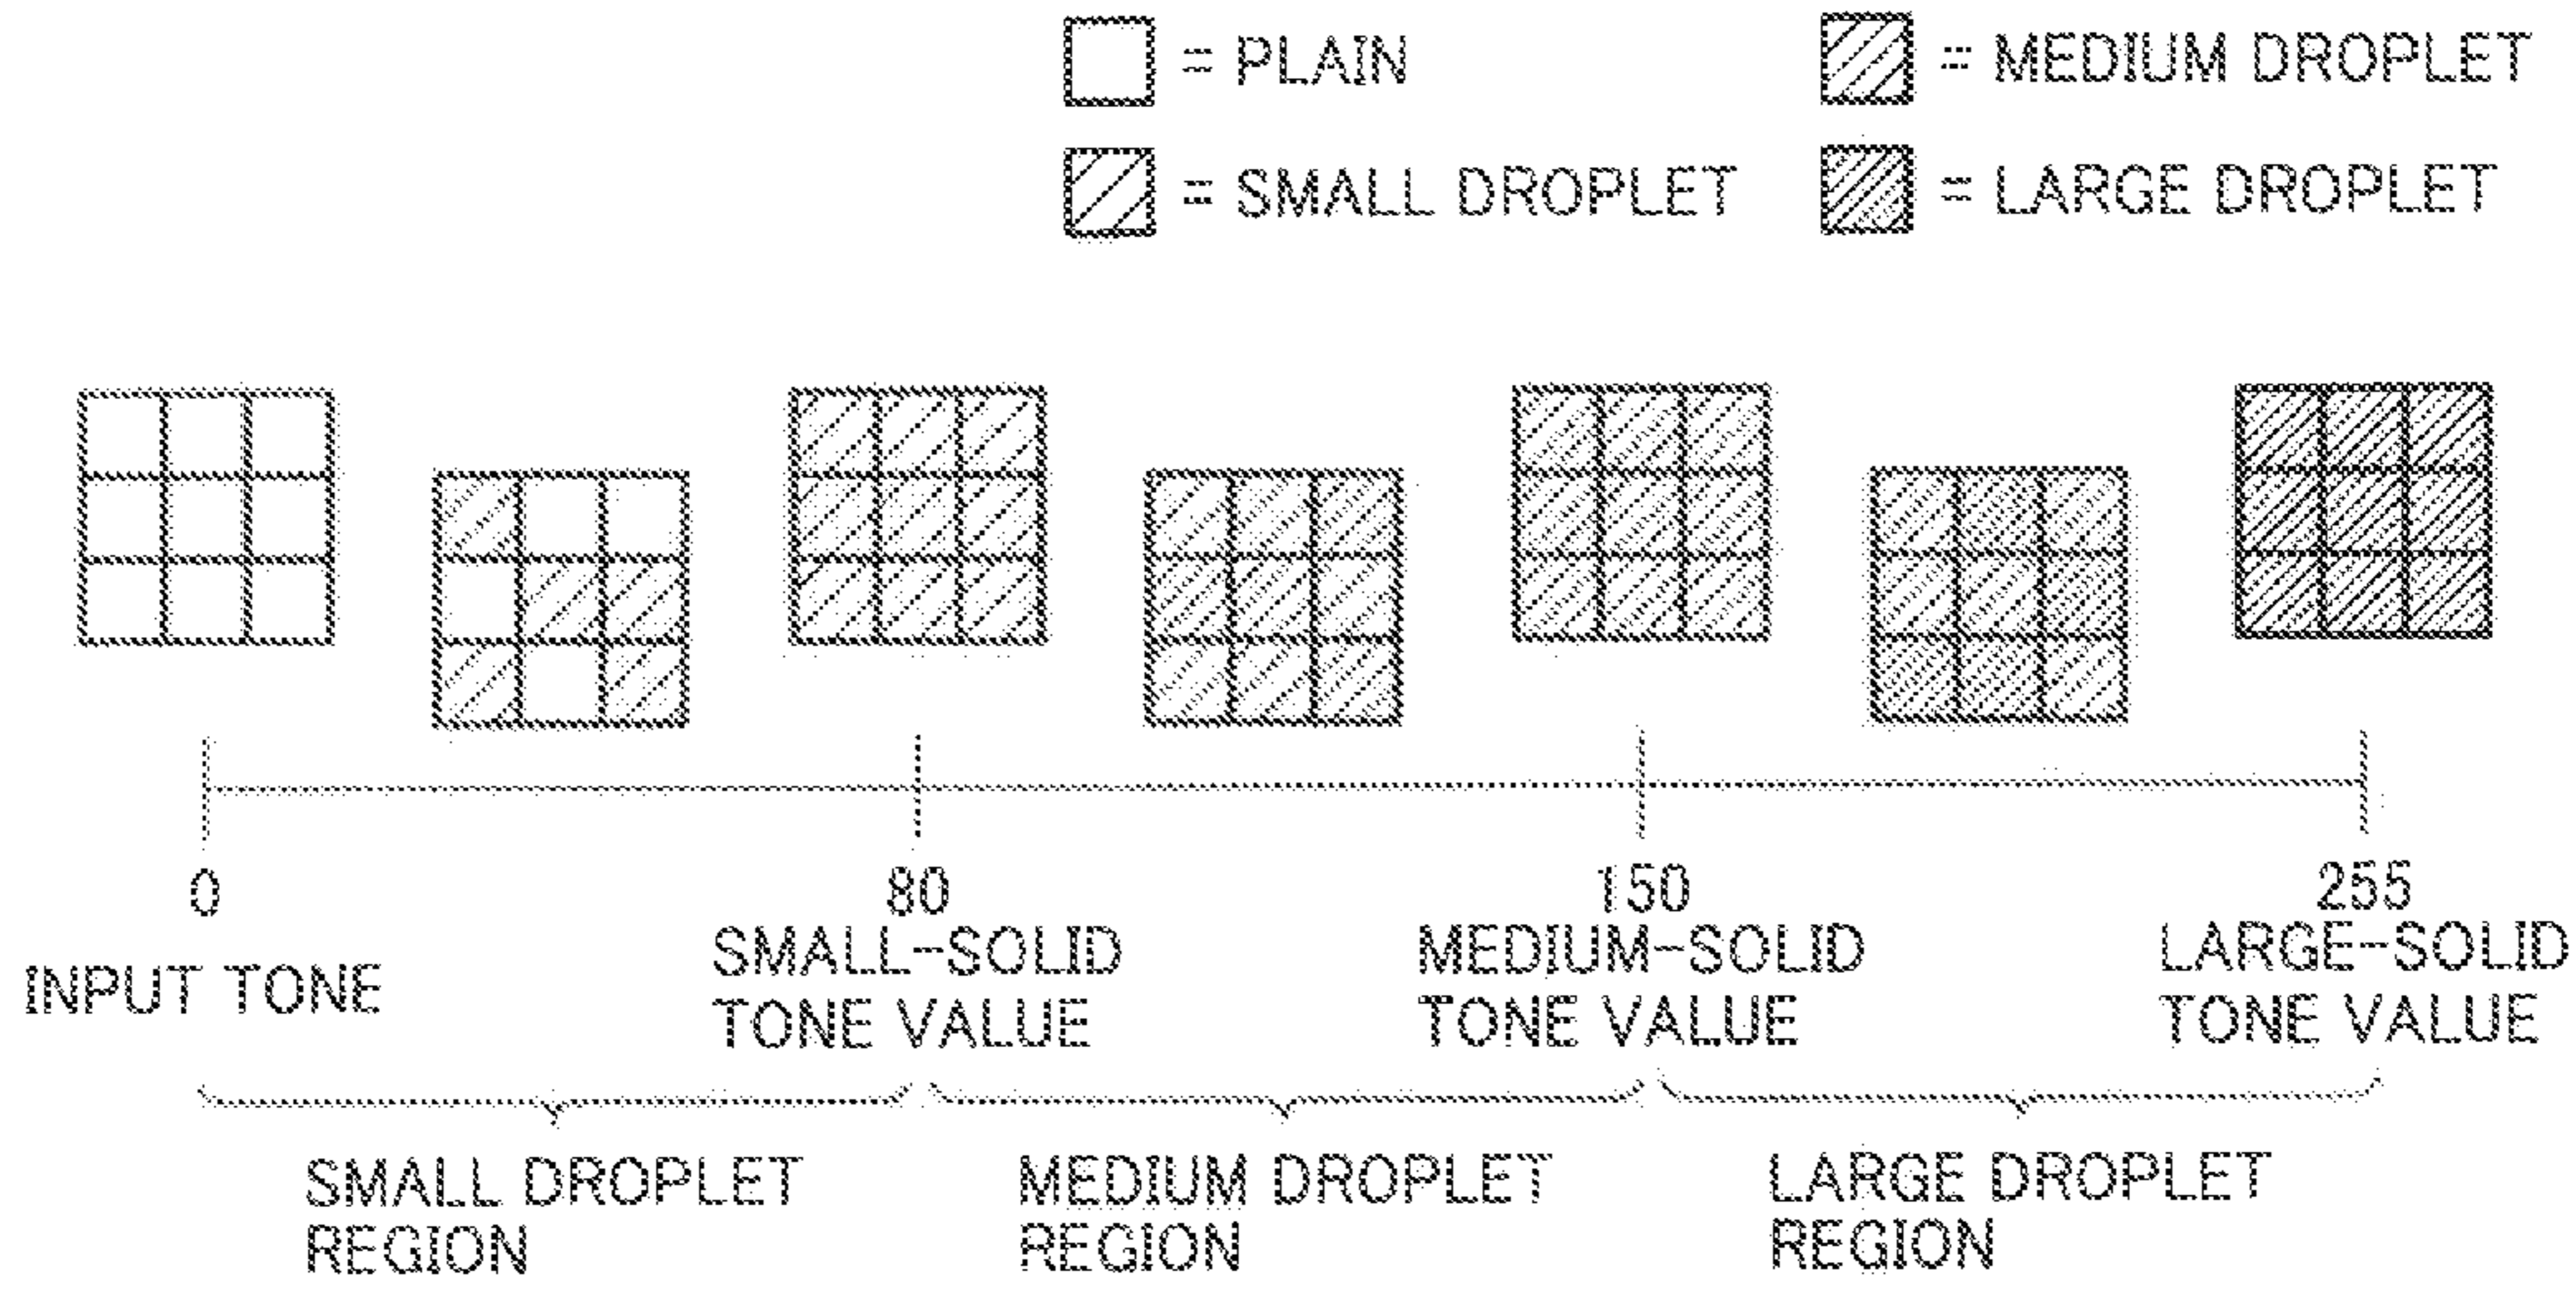 = PLAIN
= MEDIUM DROPLET
= SMALL DROPLET
= LARGE DROPLET
0
80
150
255
INPUT TONE
SMALL-SOLID
TONE VALUE
MEDIUM-SOLID
TONE VALUE
LARGE-SOLID
TONE VALUE
SMALL DROPLET
REGION
MEDIUM DROPLET
REGION
LARGE DROPLET
REGION